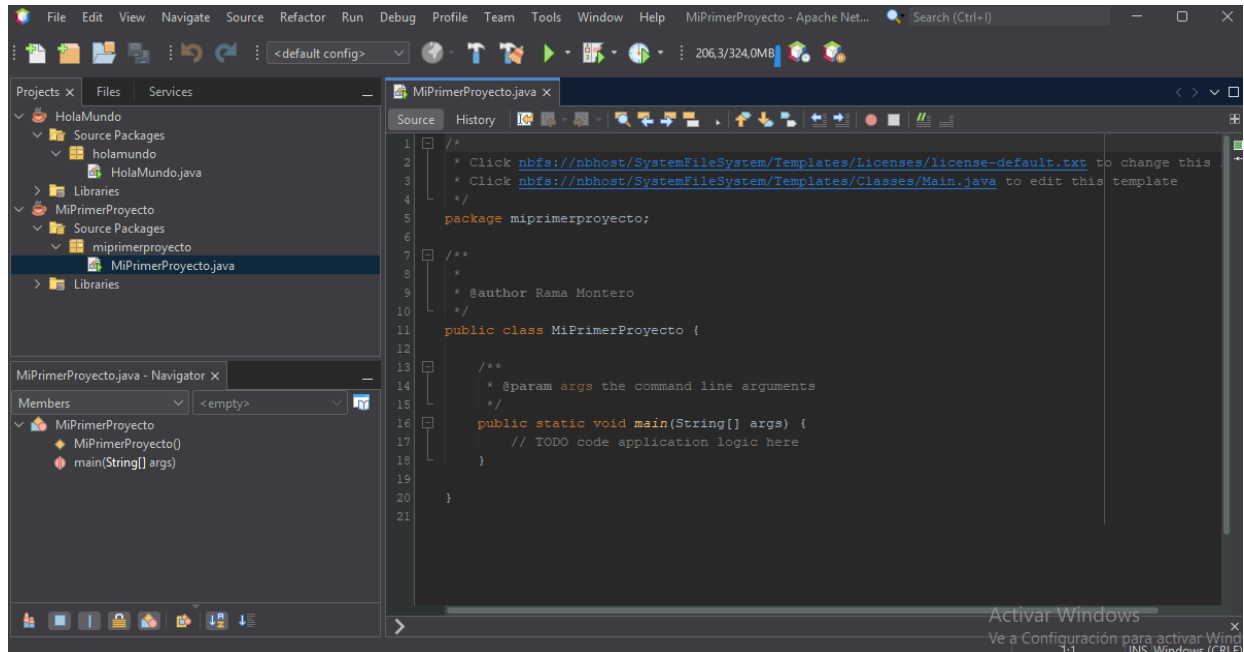 File Edit View Navigate Source Refactor Run Debug Profile Team Tools Window Help MiPrimerProyecto - Apache Net... Search (Ctrl+I)
<default config> 206,3/324,0MB
Projects Files Services
HolaMundo
Source Packages
holamundo
HolaMundo.java
Libraries
MiPrimerProyecto
Source Packages
miprimerproyecto
MiPrimerProyecto.java
Libraries
MiPrimerProyecto.java - Navigator
Members <empty>
MiPrimerProyecto
MiPrimerProyecto()
main(String[] args)
MiPrimerProyecto.java
Source History
1 /*
2 * Click nbfs://nbhost/SystemFileSystem/Templates/Licenses/license-default.txt to change this
3 * Click nbfs://nbhost/SystemFileSystem/Templates/Classes/Main.java to edit this template
4 */
5 package miprimerproyecto;
6
7 /**
8 *
9 * @author Rama Montero
10 */
11 public class MiPrimerProyecto {
12
13 /**
14 * @param args the command line arguments
15 */
16 public static void main(String[] args) {
17 // TODO code application logic here
18 }
19
20 }
21
Activar Windows
Ve a Configuración para activar Wind
1:1 INS Windows (CRLF)